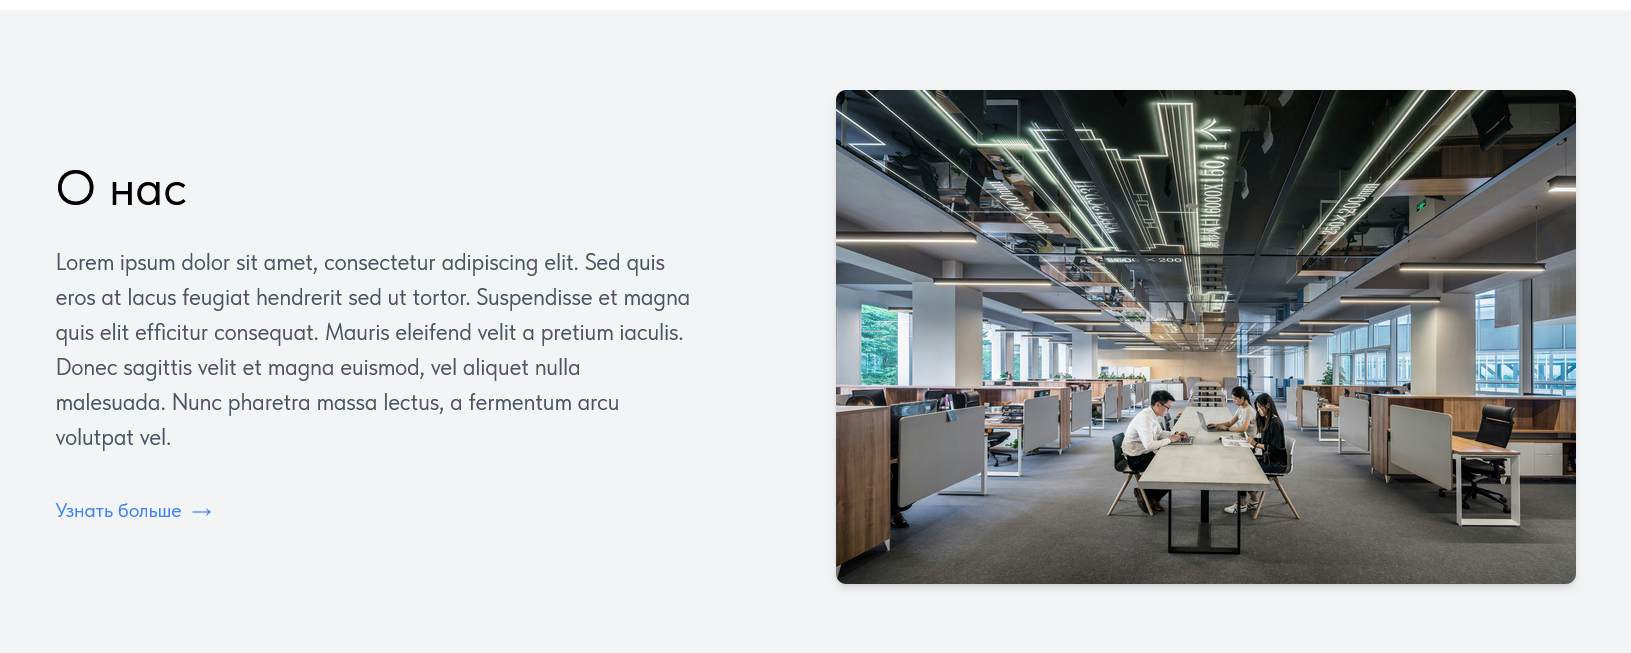 О нас
Lorem ipsum dolor sit amet, consectetur adipiscing elit. Sed quis
eros at lacus feugiat hendrerit sed ut tortor. Suspendisse et magna
quis elit efficitur consequat. Mauris eleifend velit a pretium iaculis.
Donec sagittis velit et magna euismod, vel aliquet nulla
malesuada. Nunc pharetra massa lectus, a fermentum arcu
volutpat vel.
Узнать больше →